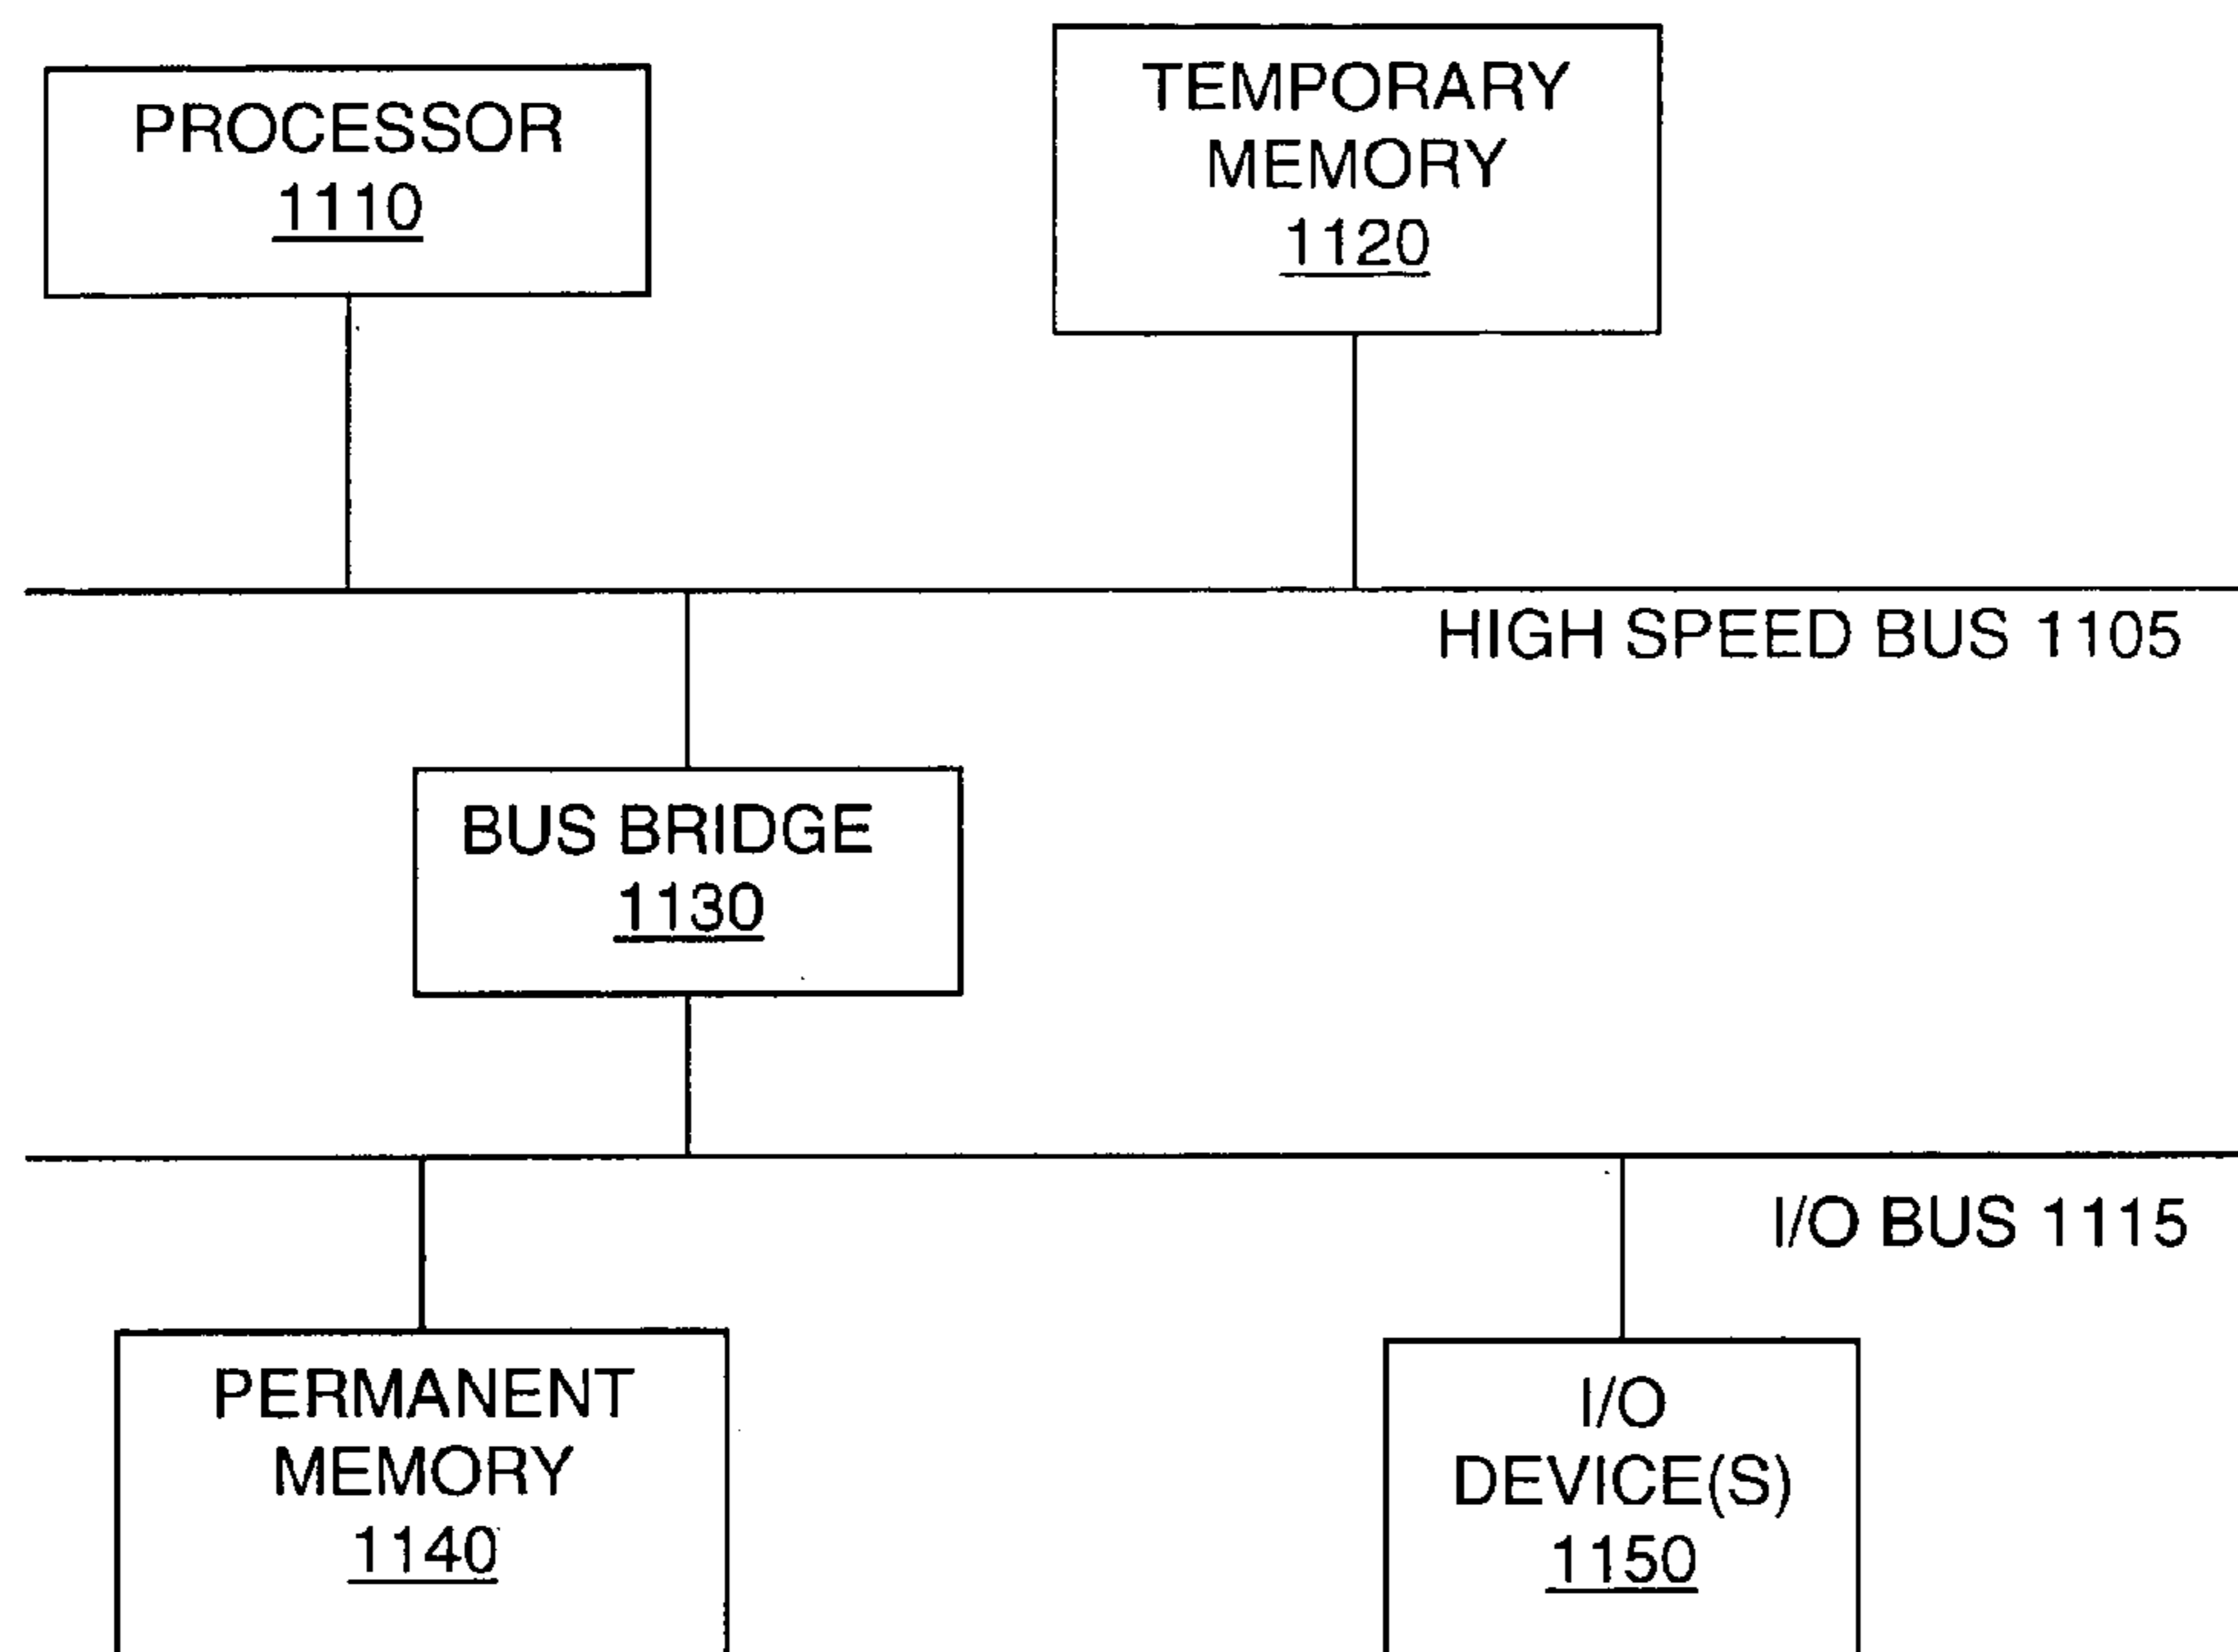 PROCESSOR
1110
TEMPORARY
MEMORY
1120
HIGH SPEED BUS 1105
BUS BRIDGE
1130
I/O BUS 1115
PERMANENT
MEMORY
1140
I/O
DEVICE(S)
1150